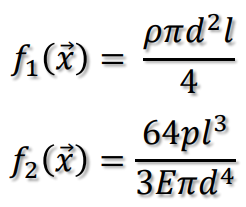 f₁(x⃗) = ρπd²l / 4
f₂(x⃗) = 64pl³ / 3Eπd⁴